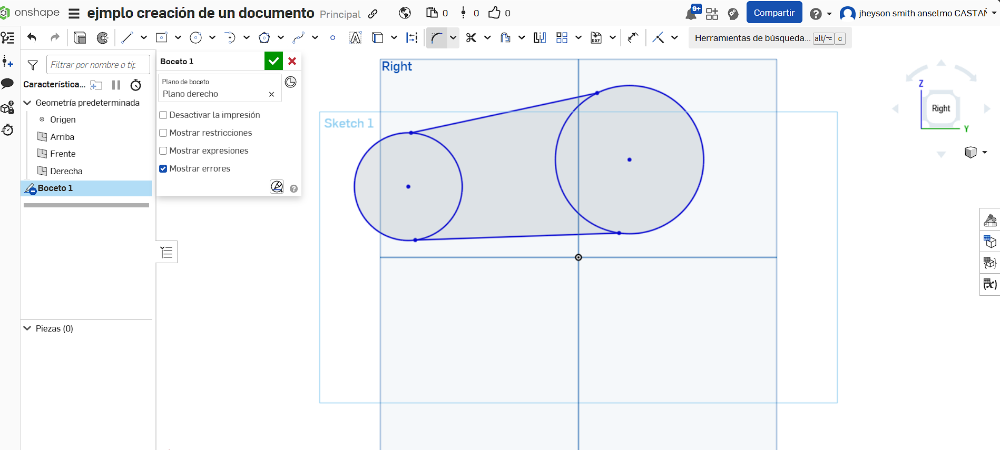 onshape ejmplo creación de un documento Principal 0 0 0 9+ Compartir ? jheyson smith anselmo CASTAÑ
Herramientas de búsqueda... alt/⌥ c
Filtrar por nombre o tip
Característica...
Geometría predeterminada
Origen
Arriba
Frente
Derecha
Boceto 1
Piezas (0)
Boceto 1
Plano de boceto
Plano derecho
Desactivar la impresión
Mostrar restricciones
Mostrar expresiones
Mostrar errores
Right
Sketch 1
Z
Right
Y
DXF
(x)